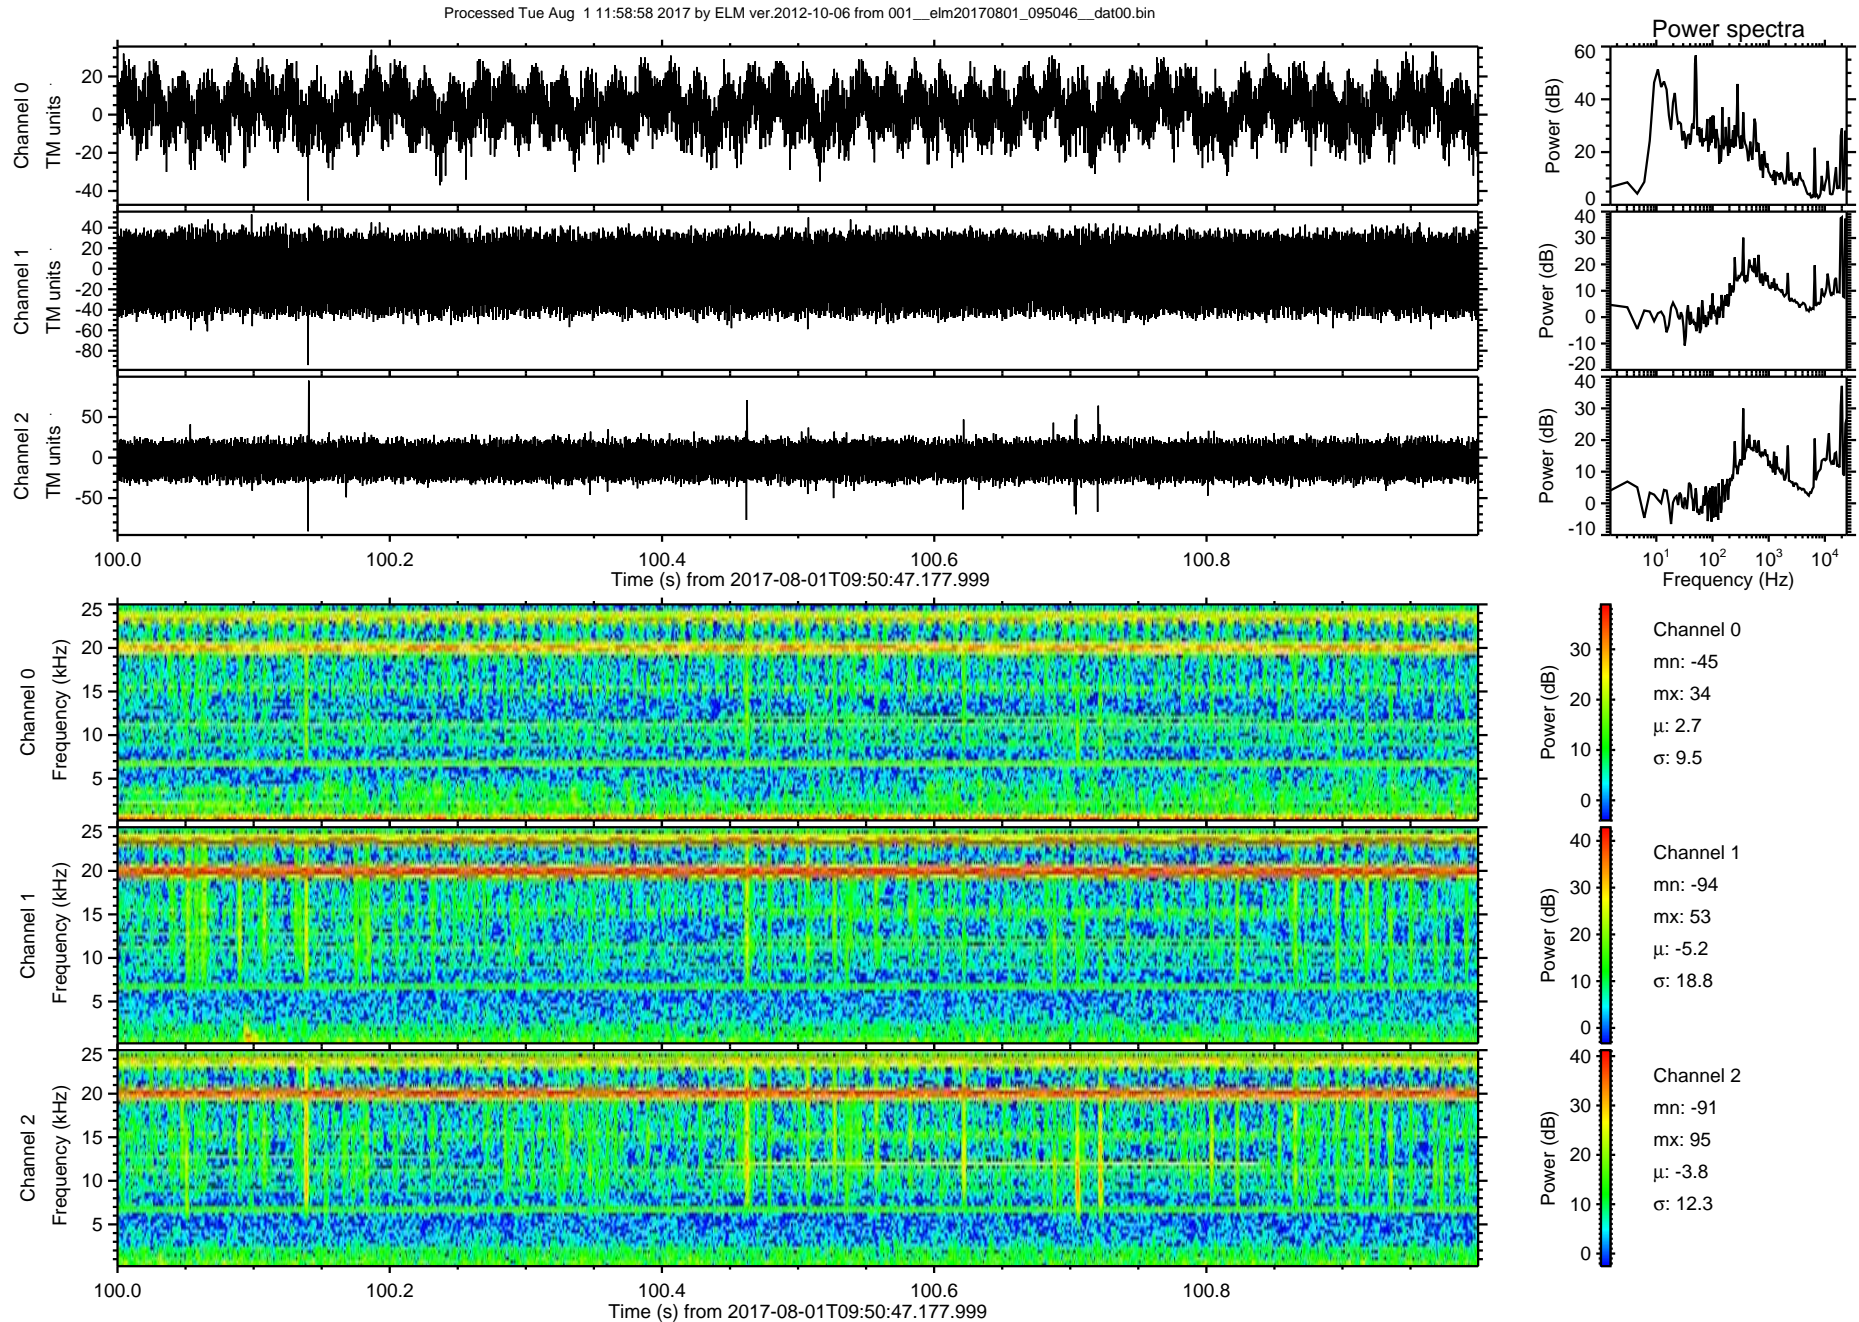 Processed Tue Aug 1 11:58:58 2017 by ELM ver.2012-10-06 from 001__elm20170801_095046__dat00.bin
Power spectra
Channel 0
TM units
20
0
-20
-40
Power (dB)
60
40
20
0
Channel 1
TM units
40
20
0
-20
-40
-60
-80
Power (dB)
40
30
20
10
0
-10
-20
Channel 2
TM units
50
0
-50
Power (dB)
40
30
20
10
0
-10
100.0 100.2 100.4 100.6 100.8
Time (s) from 2017-08-01T09:50:47.177.999
10^1 10^2 10^3 10^4
Frequency (Hz)
Channel 0
Frequency (kHz)
25
20
15
10
5
Power (dB)
30
20
10
0
Channel 0
mn: -45
mx: 34
μ: 2.7
σ: 9.5
Channel 1
Frequency (kHz)
25
20
15
10
5
Power (dB)
40
30
20
10
0
Channel 1
mn: -94
mx: 53
μ: -5.2
σ: 18.8
Channel 2
Frequency (kHz)
25
20
15
10
5
Power (dB)
40
30
20
10
0
Channel 2
mn: -91
mx: 95
μ: -3.8
σ: 12.3
100.0 100.2 100.4 100.6 100.8
Time (s) from 2017-08-01T09:50:47.177.999